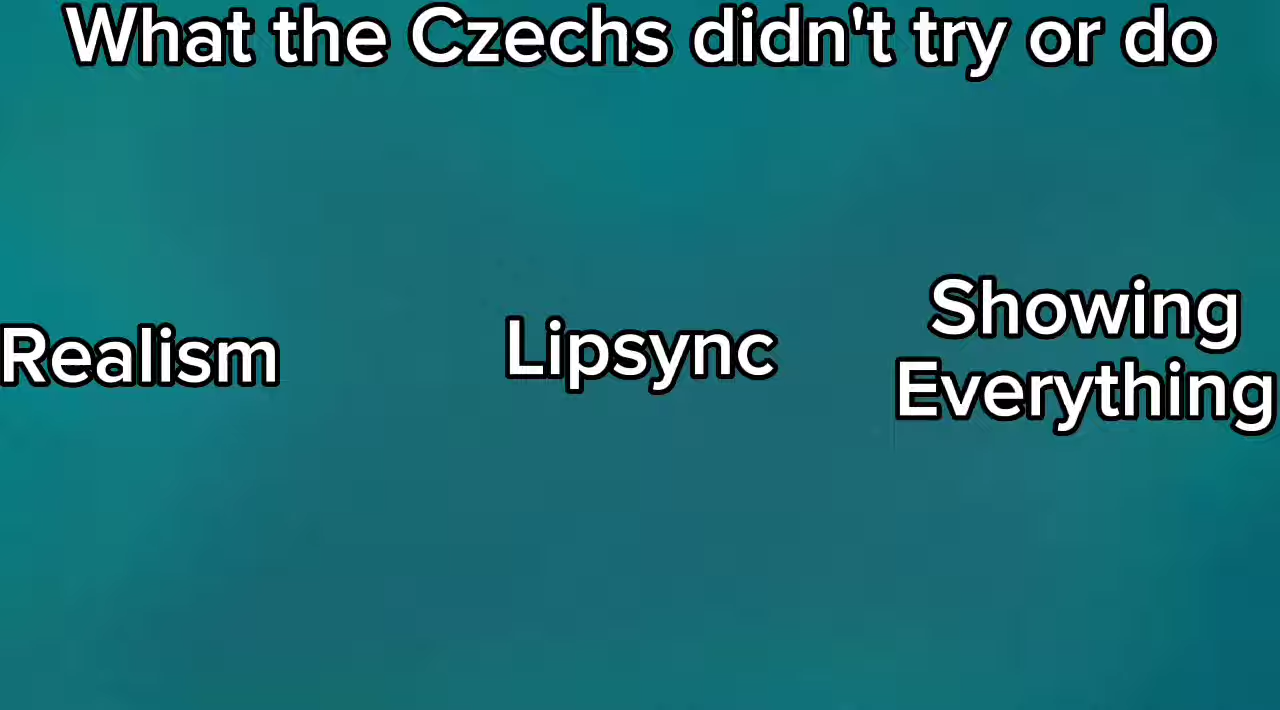 What the Czechs didn't try or do
Realism
Lipsync
Showing
Everything